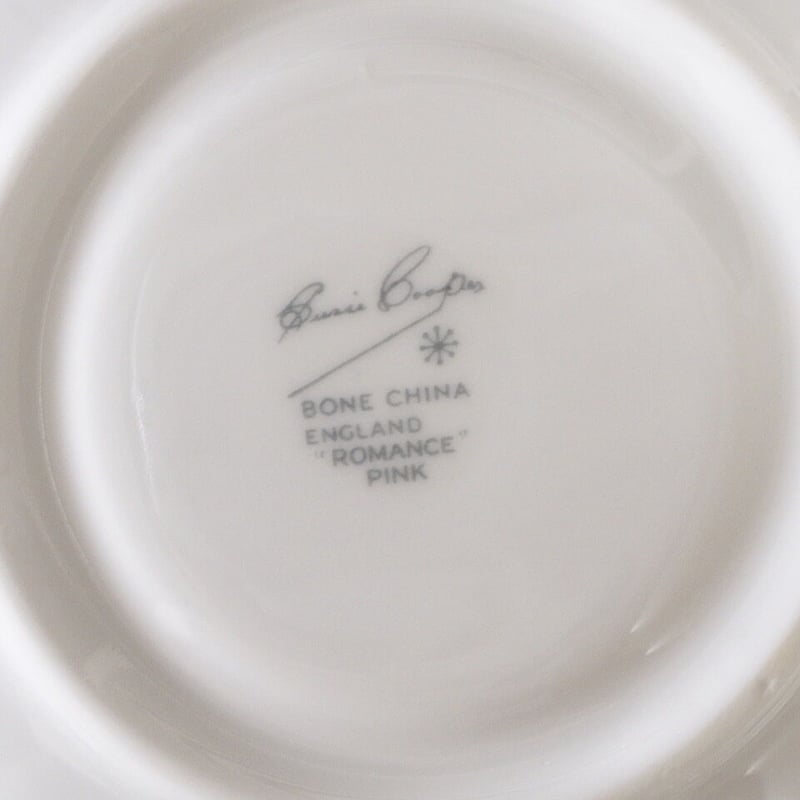 Susie Cooper
BONE CHINA
ENGLAND
"ROMANCE"
PINK